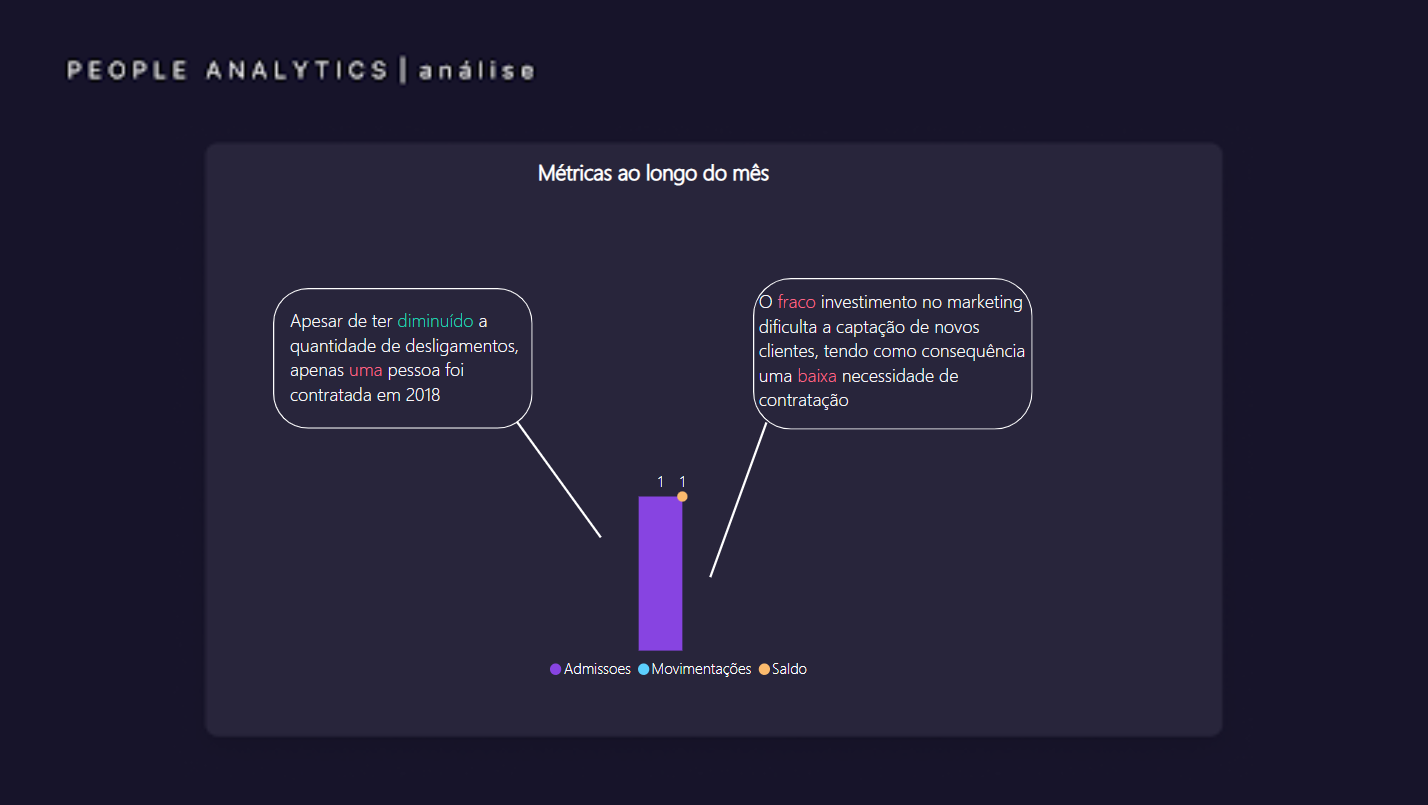 PEOPLE ANALYTICS | análise
Métricas ao longo do mês
Apesar de ter diminuído a
quantidade de desligamentos,
apenas uma pessoa foi
contratada em 2018
O fraco investimento no marketing
dificulta a captação de novos
clientes, tendo como consequência
uma baixa necessidade de
contratação
1 1
Admissoes Movimentações Saldo